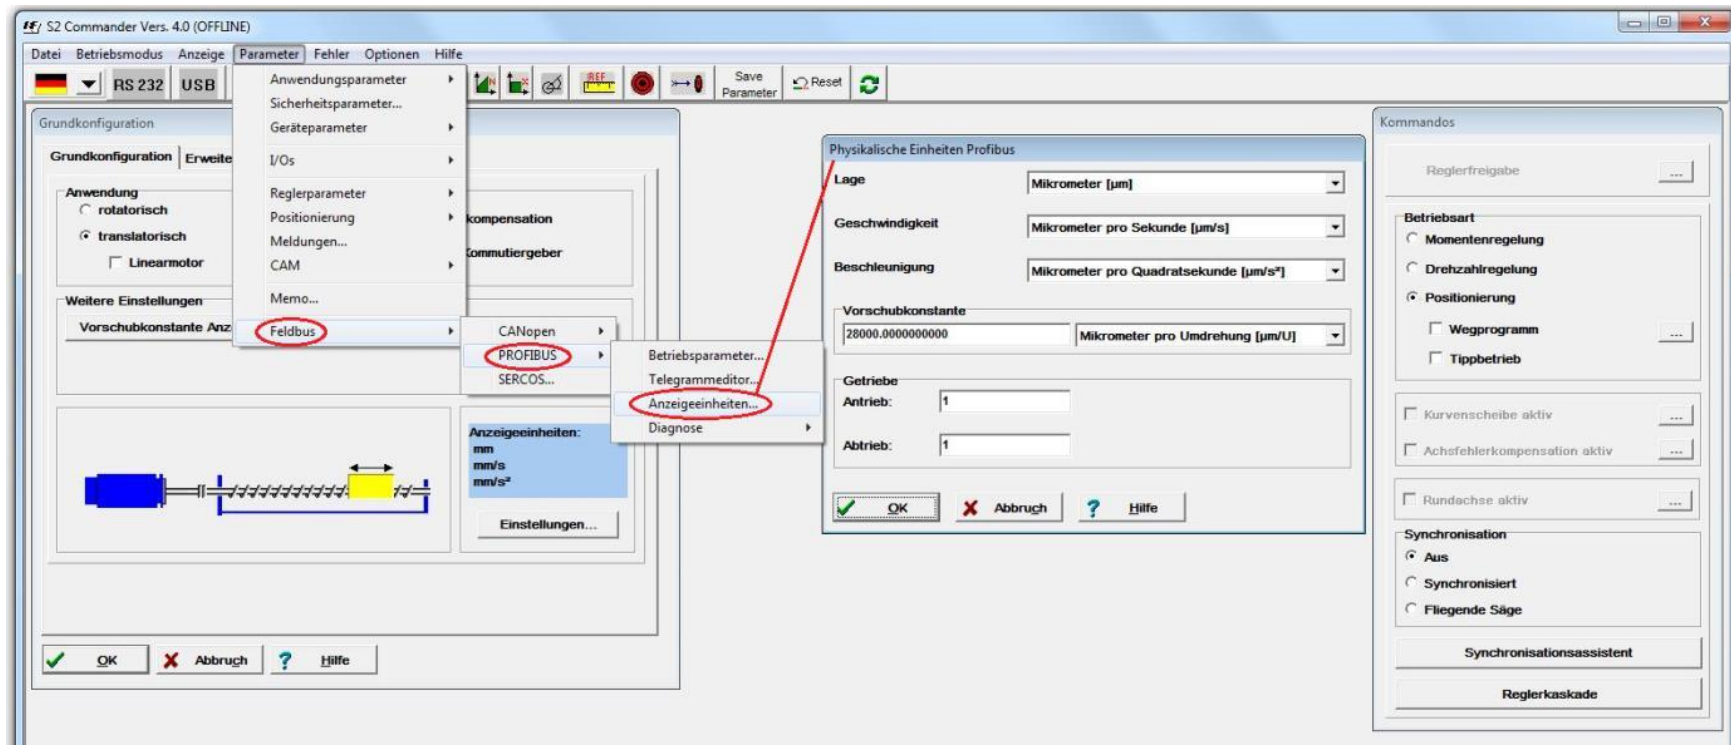 S2 Commander Vers. 4.0 (OFFLINE)
Datei Betriebsmodus Anzeige Parameter Fehler Optionen Hilfe
RS 232 USB
REF
Save
Parameter
Reset
Anwendungsparameter
Sicherheitsparameter...
Geräteparameter
I/Os
Reglerparameter
Positionierung
Meldungen...
CAM
Memo...
Feldbus
CANopen
PROFIBUS
SERCOS...
Betriebsparameter...
Telegrammeditor...
Anzeigeeinheiten...
Diagnose
Grundkonfiguration
Grundkonfiguration Erweite
Anwendung
rotatorisch
translatorisch
Linearmotor
kompensation
Kommutiergeber
Weitere Einstellungen
Vorschubkonstante Anz
Anzeigeeinheiten:
mm
mm/s
mm/s²
Einstellungen...
OK Abbruch ? Hilfe
Physikalische Einheiten Profibus
Lage Mikrometer [µm]
Geschwindigkeit Mikrometer pro Sekunde [µm/s]
Beschleunigung Mikrometer pro Quadratsekunde [µm/s²]
Vorschubkonstante
28000.0000000000 Mikrometer pro Umdrehung [µm/U]
Getriebe
Antrieb: 1
Abtrieb: 1
OK Abbruch ? Hilfe
Kommandos
Reglerfreigabe ...
Betriebsart
Momentenregelung
Drehzahlregelung
Positionierung
Wegprogramm ...
Tippbetrieb
Kurvenscheibe aktiv ...
Achsfehlerkompensation aktiv ...
Rundachse aktiv ...
Synchronisation
Aus
Synchronisiert
Fliegende Säge
Synchronisationsassistent
Reglerkaskade